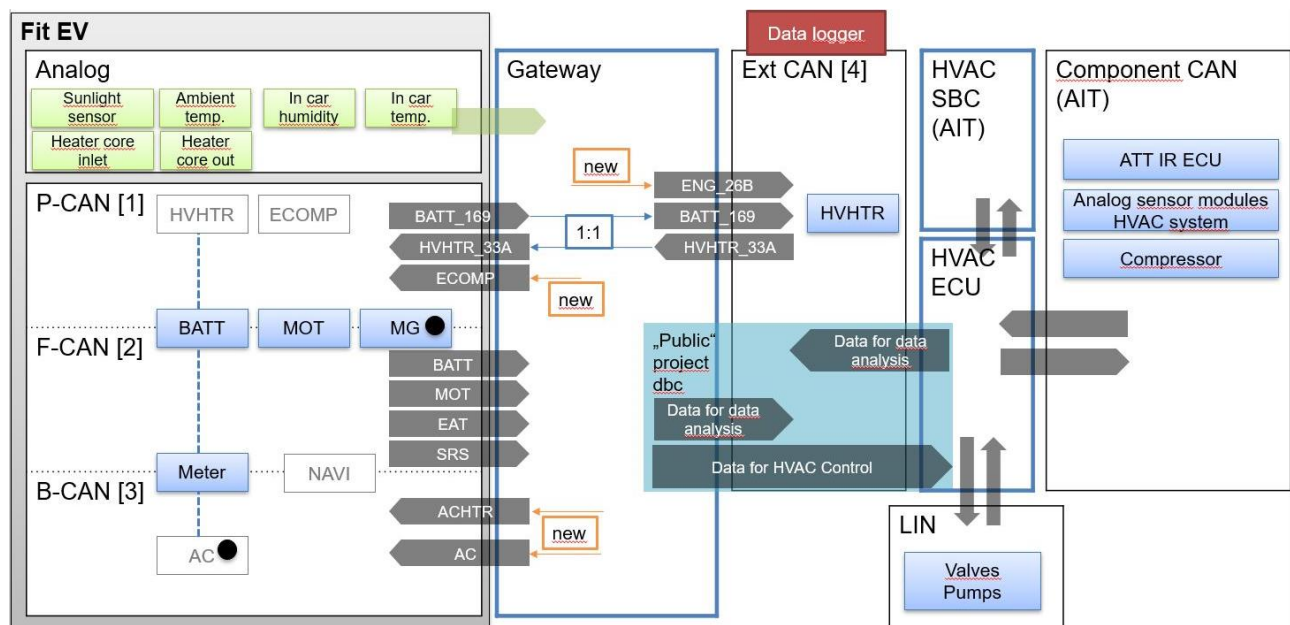 Fit EV
Analog
Sunlight
sensor
Ambient
temp.
In car
humidity
In car
temp.
Heater core
inlet
Heater
core out
P-CAN [1]
HVHTR
ECOMP
BATT
MOT
MG
F-CAN [2]
Meter
NAVI
B-CAN [3]
AC
BATT_169
HVHTR_33A
ECOMP
BATT
MOT
EAT
SRS
ACHTR
AC
Gateway
new
1:1
new
new
Data logger
Ext CAN [4]
ENG_26B
BATT_169
HVHTR_33A
HVHTR
„Public“
project
dbc
Data for data
analysis
Data for data
analysis
Data for HVAC Control
HVAC
SBC
(AIT)
HVAC
ECU
Component CAN
(AIT)
ATT IR ECU
Analog sensor modules
HVAC system
Compressor
LIN
Valves
Pumps